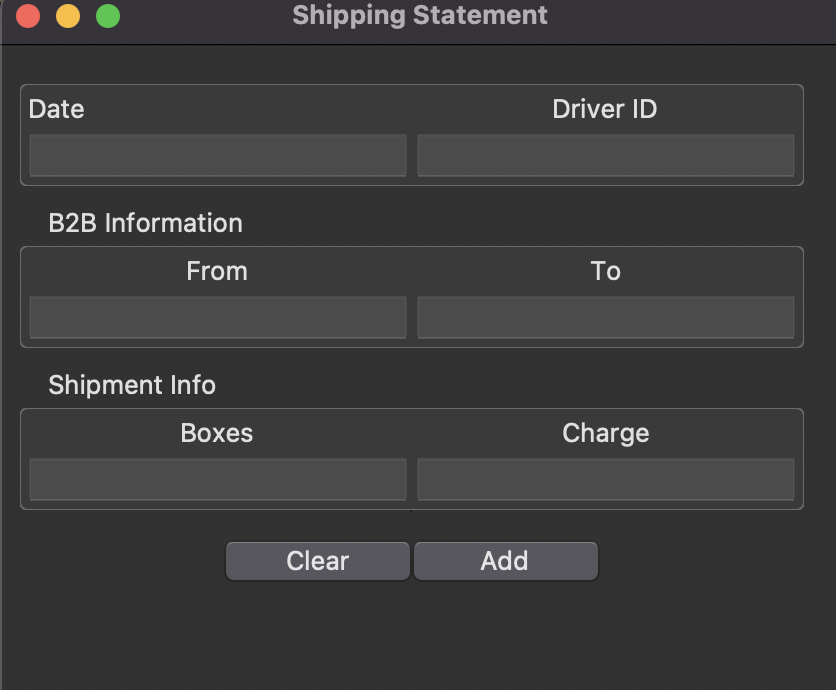 Shipping Statement
Date Driver ID
B2B Information
From To
Shipment Info
Boxes Charge
Clear Add